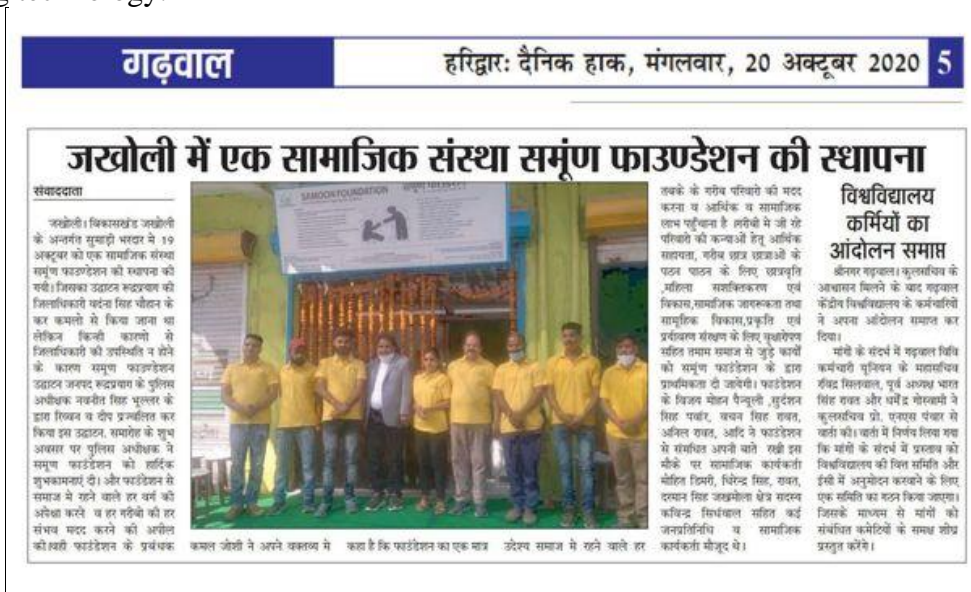 गढ़वाल
हरिद्वार: दैनिक हाक, मंगलवार, 20 अक्टूबर 2020 5
जखोली में एक सामाजिक संस्था समूंण फाउण्डेशन की स्थापना
संवाददाता
जखोली। विकासखंड जखोली
के अन्तर्गत सुमाड़ी भरदार मे 19
अक्टूबर को एक सामाजिक संस्था
समूंण फाउण्डेशन की स्थापना की
गयी। जिसका उद्घाटन रूद्रप्रयाग की
जिलाधिकारी वदंना सिह चौहान के
कर कमलो से किया जाना था
लेकिन किन्ही कारणो से
जिलाधिकारी की उपस्थिति न होने
के कारण समूण फाउण्डेशन
उद्घाटन जनपद रूद्रप्रयाग के पुलिस
अधीक्षक नवनीत सिह भूल्लर के
द्वारा रिब्बन व दीप प्रज्वलित कर
किया इस उद्घाटन. समारोह के शुभ
अवसर पर पुलिस अधीक्षक ने
समूण फाउंडेशन को हार्दिक
शुभकामनाएं दी। और फाउंडेशन से
समाज मे रहने वाले हर वर्ग की
अपेक्षा करने व हर गरीबो की हर
संभव मदद करने की अपील
की।वही फाउंडेशन के प्रबंधक
SAMOON FOUNDATION
कमल जोशी ने अपने वक्तव्य मे कहा है कि फाउंडेशन का एक मात्र उदेश्य समाज मे रहने वाले हर
तबके के गरीब परिवारो की मदद
करना व आर्थिक व सामाजिक
लाभ पहुँचाना है ।गरीबी मे जी रहे
परिवारो की कन्याओं हेतु आर्थिक
सहायता, गरीब छात्र छात्राओं के
पठन पाठन के लिए छात्रवृति
,महिला सशक्तिकरण एवं
विकास,सामाजिक जागरूकता तथा
सामूहिक विकास,प्रकृति एवं
पर्यावरण संरक्षण के लिए वृक्षारोपण
सहित तमाम समाज से जुड़े कार्यो
को समूंण फाउंडेशन के द्वारा
प्राथमिकता दी जायेगी। फाउंडेशन
के विजय मोहन पैन्यूली ,सुर्दशन
सिह पवांर, वचन सिह रावत,
अनिल रावत, आदि ने फाउंडेशन
से संमधित अपनी बाते रखी इस
मौके पर सामाजिक कार्यकता
मोहित डिमरी, धिरेन्द्र सिह, रावत,
दरमान सिह जखमोला क्षेत्र सदस्य
कविन्द्र सिधंवाल सहित कई
जनप्रतिनिधि व सामाजिक
कार्यकर्ता मौजूद थे।
विश्वविद्यालय
कर्मियों का
आंदोलन समाप्त
श्रीनगर गढ़वाल। कुलसचिव के
आश्वासन मिलने के बाद गढ़वाल
केंद्रीय विश्वविद्यालय के कर्मचारियों
ने अपना आंदोलन समाप्त कर
दिया।
मांगों के संदर्भ में गढ़वाल विवि
कर्मचारी यूनियन के महासचिव
रविंद्र सिलवाल, पूर्व अध्यक्ष भारत
सिंह रावत और धर्मेंद्र गोस्वामी ने
कुलसचिव प्रो. एनएस पंवार से
वार्ता की। वार्ता में निर्णय लिया गया
कि मांगों के संदर्भ में प्रस्ताव को
विश्वविद्यालय की वित्त समिति और
ईसी में अनुमोदन करवाने के लिए
एक समिति का गठन किया जाएगा।
जिसके माध्यम से मांगों को
संबंधित कमेटियों के समक्ष शीघ्र
प्रस्तुत करेंगे।